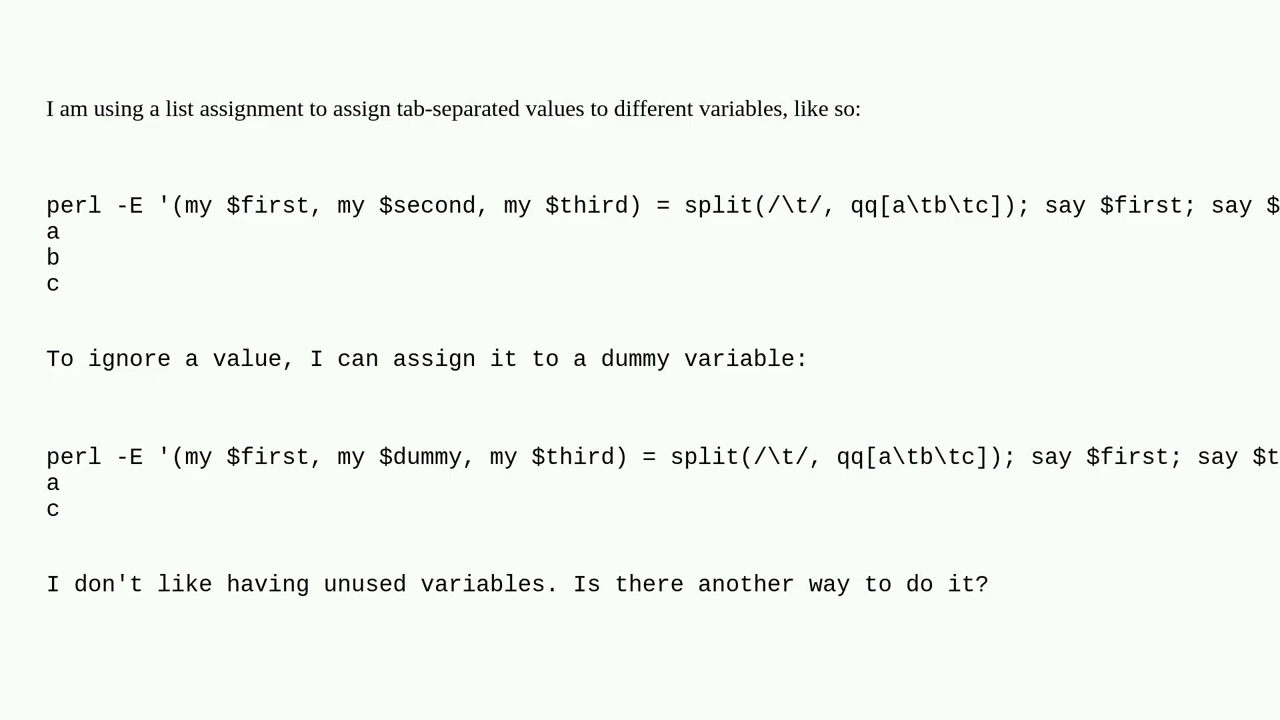 I am using a list assignment to assign tab-separated values to different variables, like so:
perl -E '(my $first, my $second, my $third) = split(/\t/, qq[a\tb\tc]); say $first; say $
a
b
c
To ignore a value, I can assign it to a dummy variable:
perl -E '(my $first, my $dummy, my $third) = split(/\t/, qq[a\tb\tc]); say $first; say $t
a
c
I don't like having unused variables. Is there another way to do it?